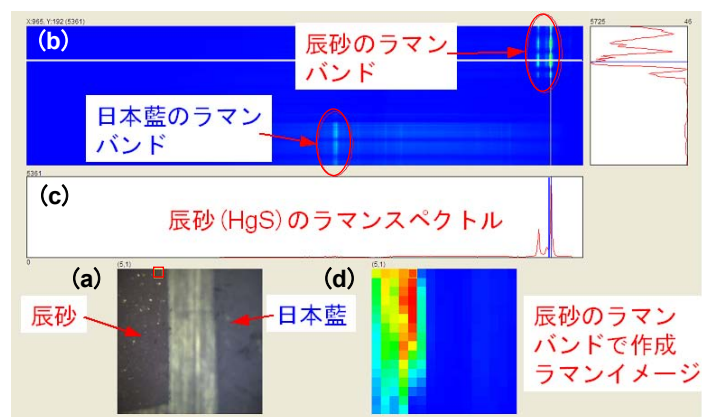 X:965, Y:192 (5361)
(b)
辰砂のラマン
バンド
日本藍のラマン
バンド
5725
46
5361
(c)
辰砂(HgS)のラマンスペクトル
0
(5,1)
(5,1)
(a)
(d)
辰砂
日本藍
辰砂のラマン
バンドで作成
ラマンイメージ